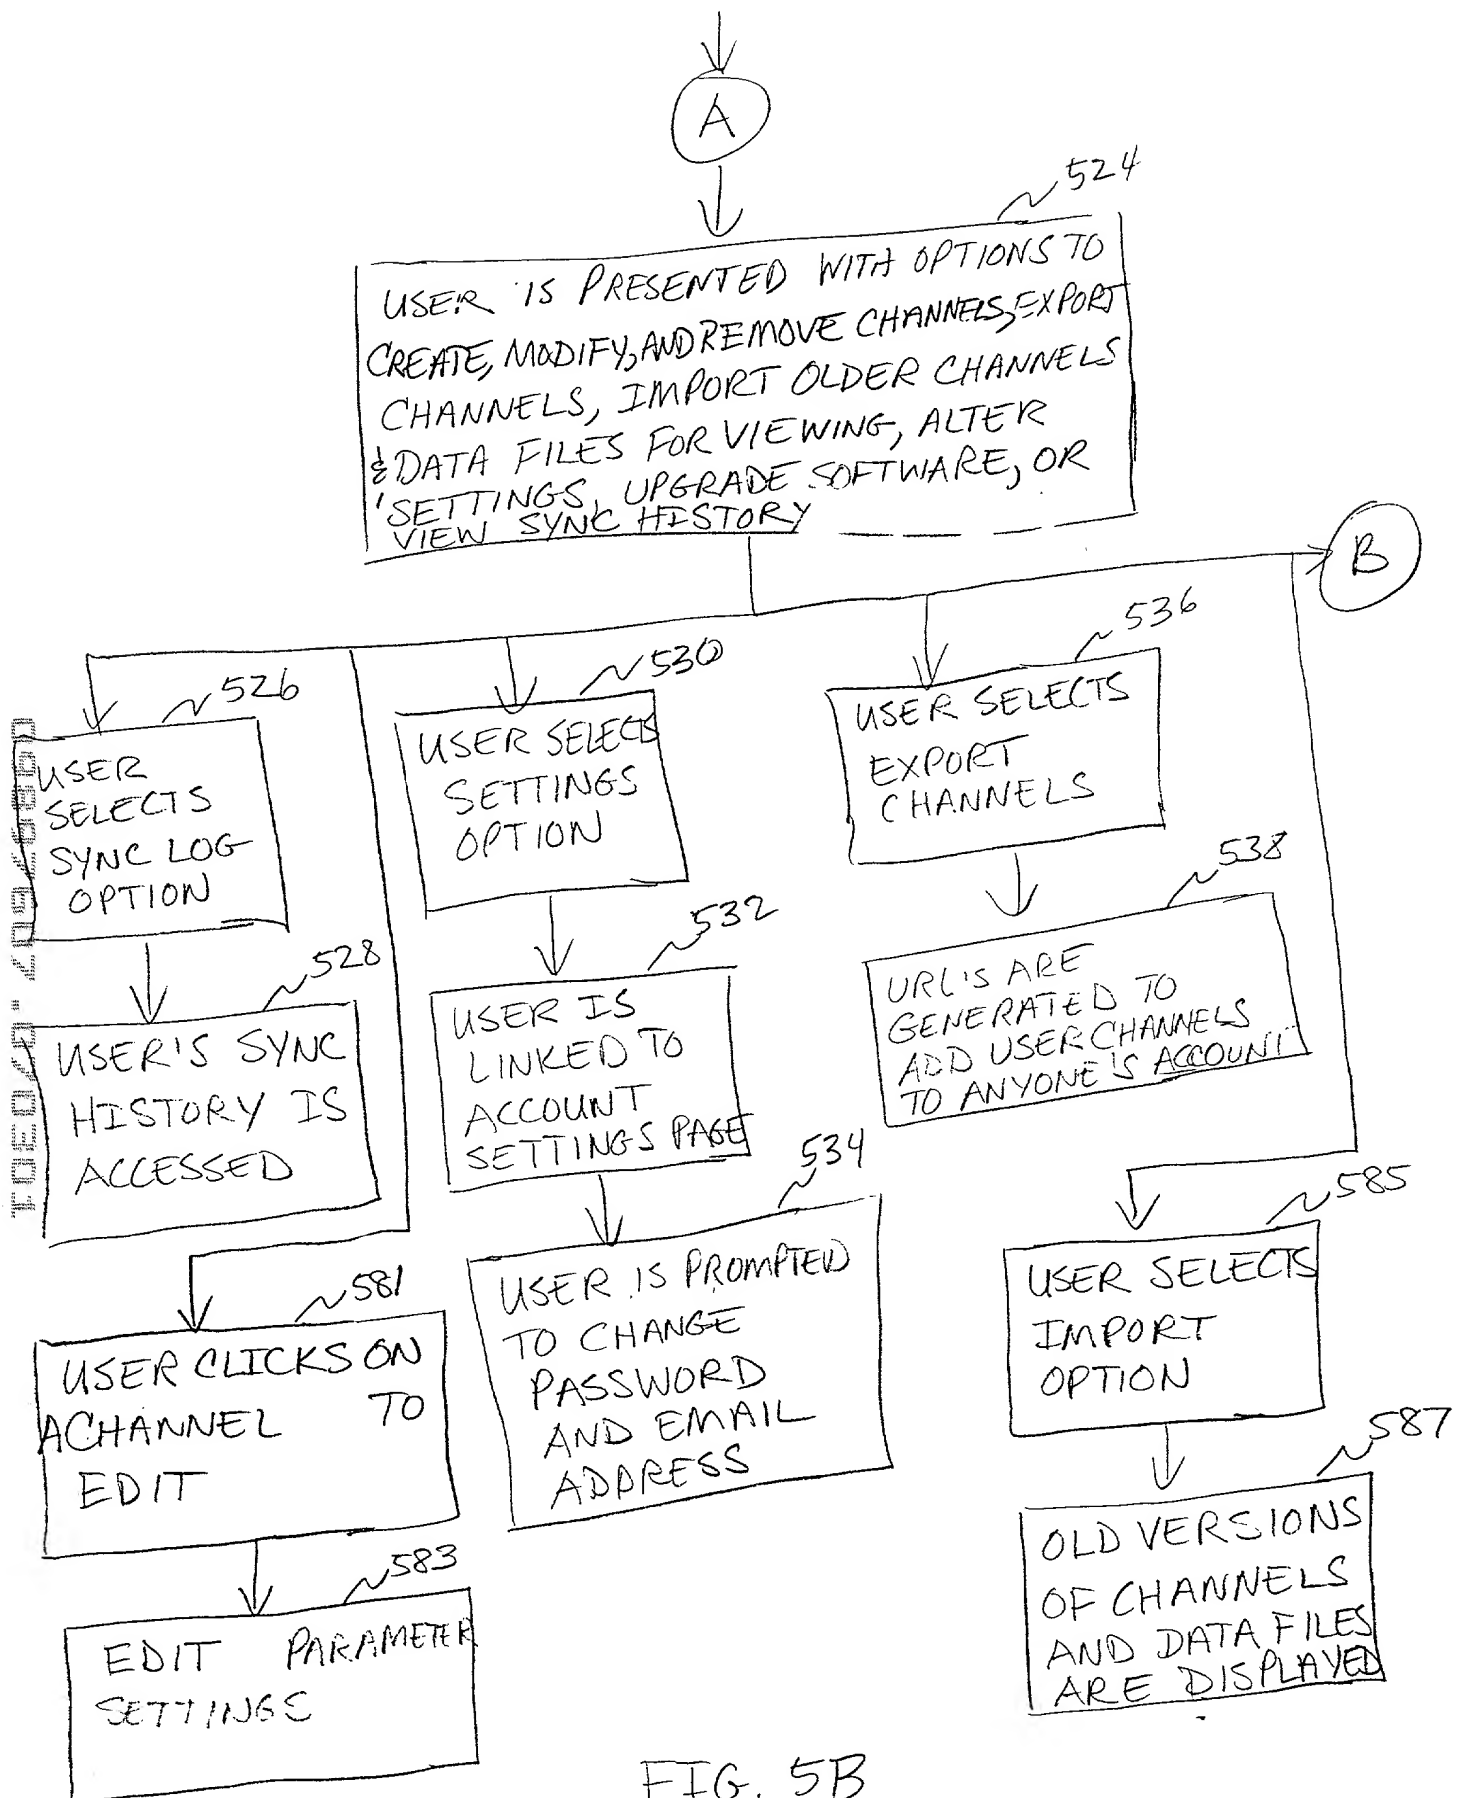 A
524
USER IS PRESENTED WITH OPTIONS TO
CREATE, MODIFY, AND REMOVE CHANNELS, EXPORT
CHANNELS, IMPORT OLDER CHANNELS
& DATA FILES FOR VIEWING, ALTER
SETTINGS, UPGRADE SOFTWARE, OR
VIEW SYNC HISTORY
B
526
USER
SELECTS
SYNC LOG
OPTION
528
USER'S SYNC
HISTORY IS
ACCESSED
581
USER CLICKS ON
A CHANNEL TO
EDIT
583
EDIT PARAMETER
SETTINGS
530
USER SELECTS
SETTINGS
OPTION
532
USER IS
LINKED TO
ACCOUNT
SETTINGS PAGE
534
USER IS PROMPTED
TO CHANGE
PASSWORD
AND EMAIL
ADDRESS
536
USER SELECTS
EXPORT
CHANNELS
538
URL'S ARE
GENERATED TO
ADD USER CHANNELS
TO ANYONE'S ACCOUNT
585
USER SELECTS
IMPORT
OPTION
587
OLD VERSIONS
OF CHANNELS
AND DATA FILES
ARE DISPLAYED
FIG. 5B